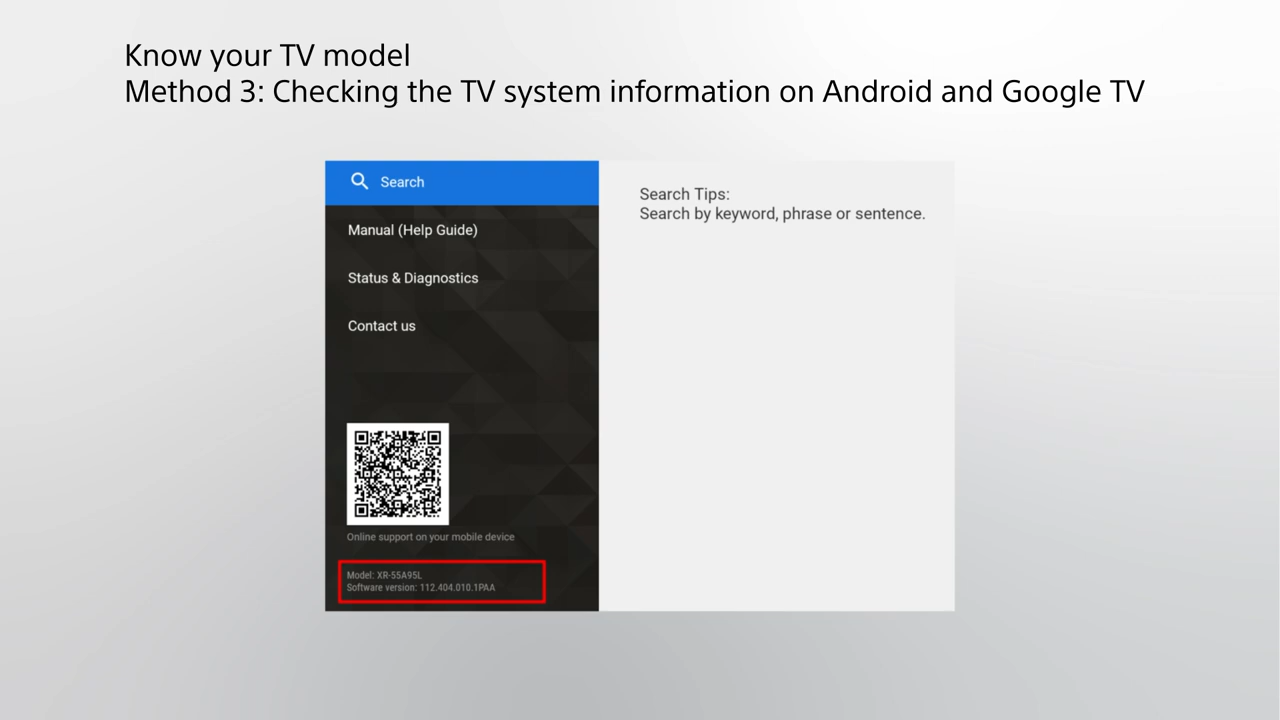 Know your TV model
Method 3: Checking the TV system information on Android and Google TV
Search
Manual (Help Guide)
Status & Diagnostics
Contact us
Online support on your mobile device
Model: XR-55A95L
Software version: 112.404.010.1PAA
Search Tips:
Search by keyword, phrase or sentence.